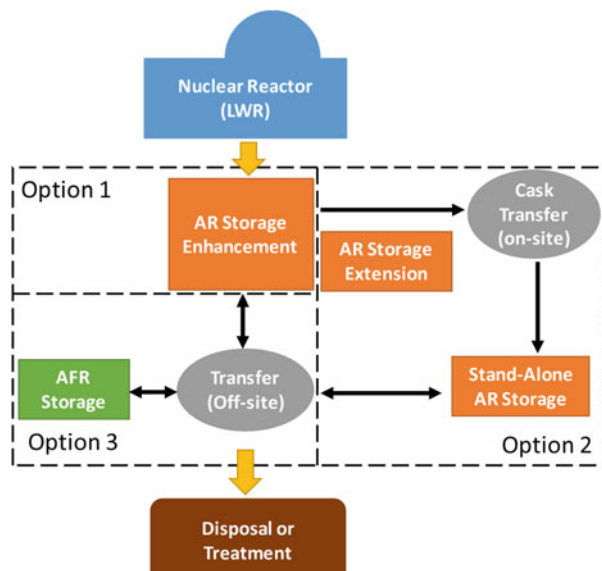 Nuclear Reactor
(LWR)
Option 1
AR Storage
Enhancement
Cask
Transfer
(on-site)
AR Storage
Extension
AFR
Storage
Transfer
(Off-site)
Stand-Alone
AR Storage
Option 3
Option 2
Disposal or
Treatment